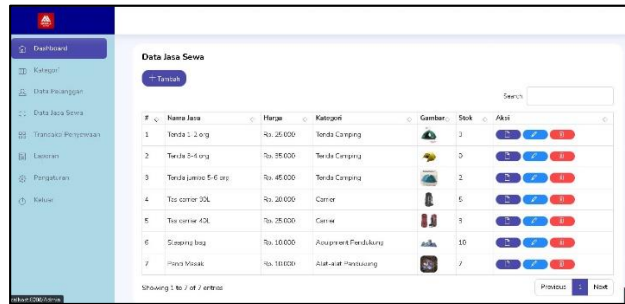 Dashboard
Kategori
Data Pelanggan
Data Jasa Sewa
Transaksi Penyewaan
Laporan
Pengaturan
Keluar
Data Jasa Sewa
+ Tambah
Search
# Nama Jasa Harga Kategori Gambar Stok Aksi
1 Tenda 1-2 org Rp. 25.000 Tenda Camping 3
2 Tenda 3-4 org Rp. 35.000 Tenda Camping 0
3 Tenda jumbo 5-6 org Rp. 45.000 Tenda Camping 2
4 Tas carrier 30L Rp. 20.000 Carrier 5
5 Tas carrier 40L Rp. 25.000 Carrier 3
6 Sleeping bag Rp. 10.000 Pendukung 10
7 Panci Masak Rp. 10.000 Alat-alat Pendukung 7
Showing 1 to 7 of 7 entries
Previous 1 Next